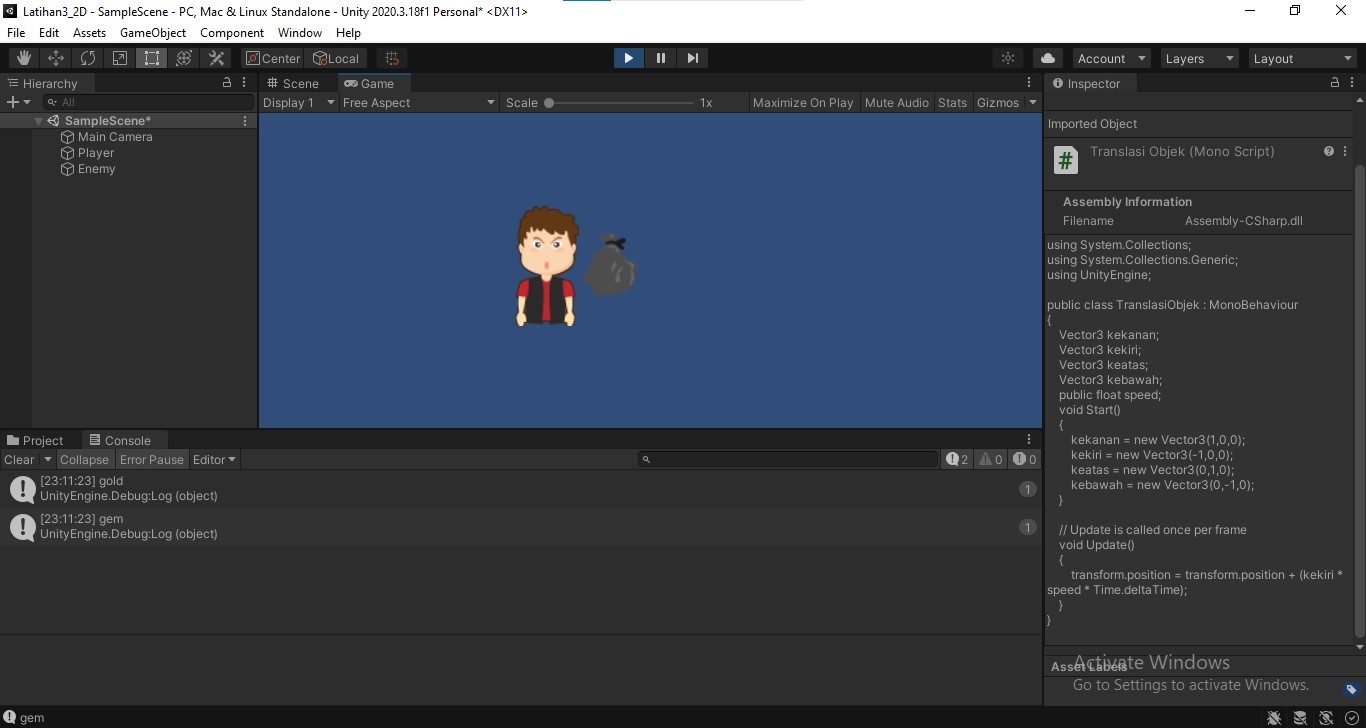 Latihan3_2D - SampleScene - PC, Mac & Linux Standalone - Unity 2020.3.18f1 Personal* <DX11>
File Edit Assets GameObject Component Window Help
Center Local Account Layers Layout
Hierarchy
All
SampleScene*
Main Camera
Player
Enemy
Scene Game
Display 1 Free Aspect Scale 1x Maximize On Play Mute Audio Stats Gizmos
Project Console
Clear Collapse Error Pause Editor 2 0 0
[23:11:23] gold
UnityEngine.Debug:Log (object)
1
[23:11:23] gem
UnityEngine.Debug:Log (object)
1
Inspector
Imported Object
Translasi Objek (Mono Script)
#
Assembly Information
Filename Assembly-CSharp.dll
using System.Collections;
using System.Collections.Generic;
using UnityEngine;
public class TranslasiObjek : MonoBehaviour
{
Vector3 kekanan;
Vector3 kekiri;
Vector3 keatas;
Vector3 kebawah;
public float speed;
void Start()
{
kekanan = new Vector3(1,0,0);
kekiri = new Vector3(-1,0,0);
keatas = new Vector3(0,1,0);
kebawah = new Vector3(0,-1,0);
}
// Update is called once per frame
void Update()
{
transform.position = transform.position + (kekiri *
speed * Time.deltaTime);
}
}
Asset Labels
Activate Windows
Go to Settings to activate Windows.
gem